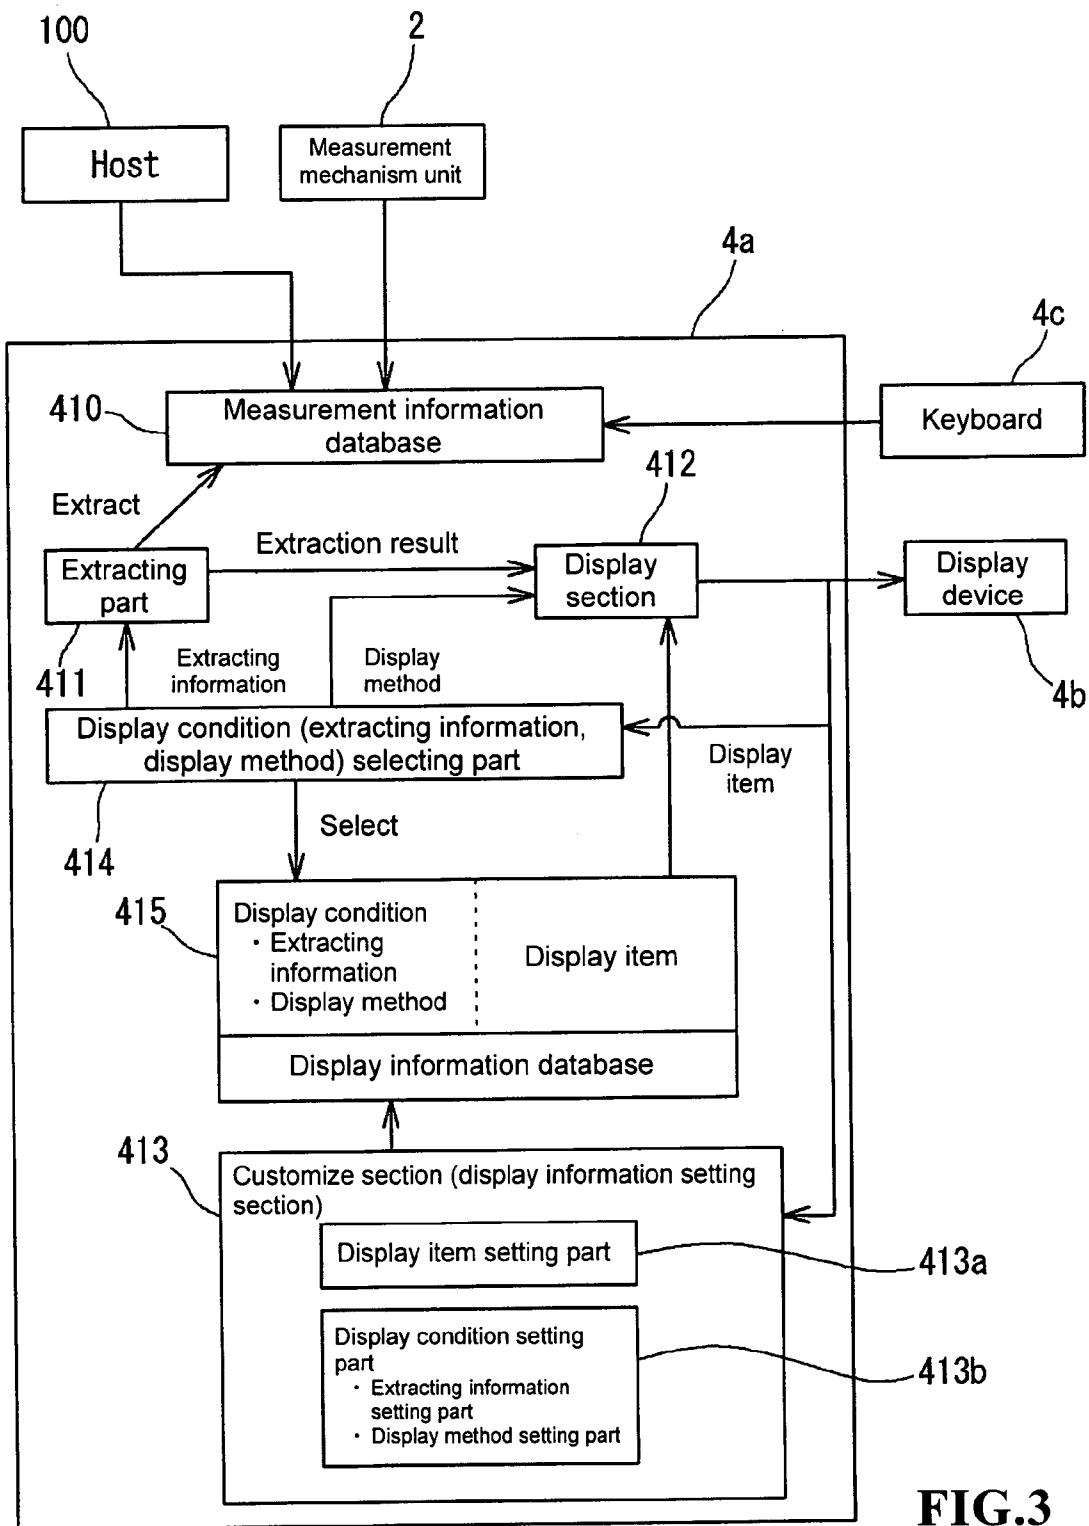 100
2
Host
Measurement
mechanism unit
4a
4c
410
Measurement information
database
Keyboard
412
Extract
Extraction result
Extracting
part
Display
section
Display
device
411
Extracting
information
Display
method
4b
Display condition (extracting information,
display method) selecting part
Display
item
414
Select
415
Display condition
・ Extracting
information
・ Display method
Display item
Display information database
413
Customize section (display information setting
section)
Display item setting part
413a
Display condition setting
part
・ Extracting information
setting part
・ Display method setting part
413b
FIG.3